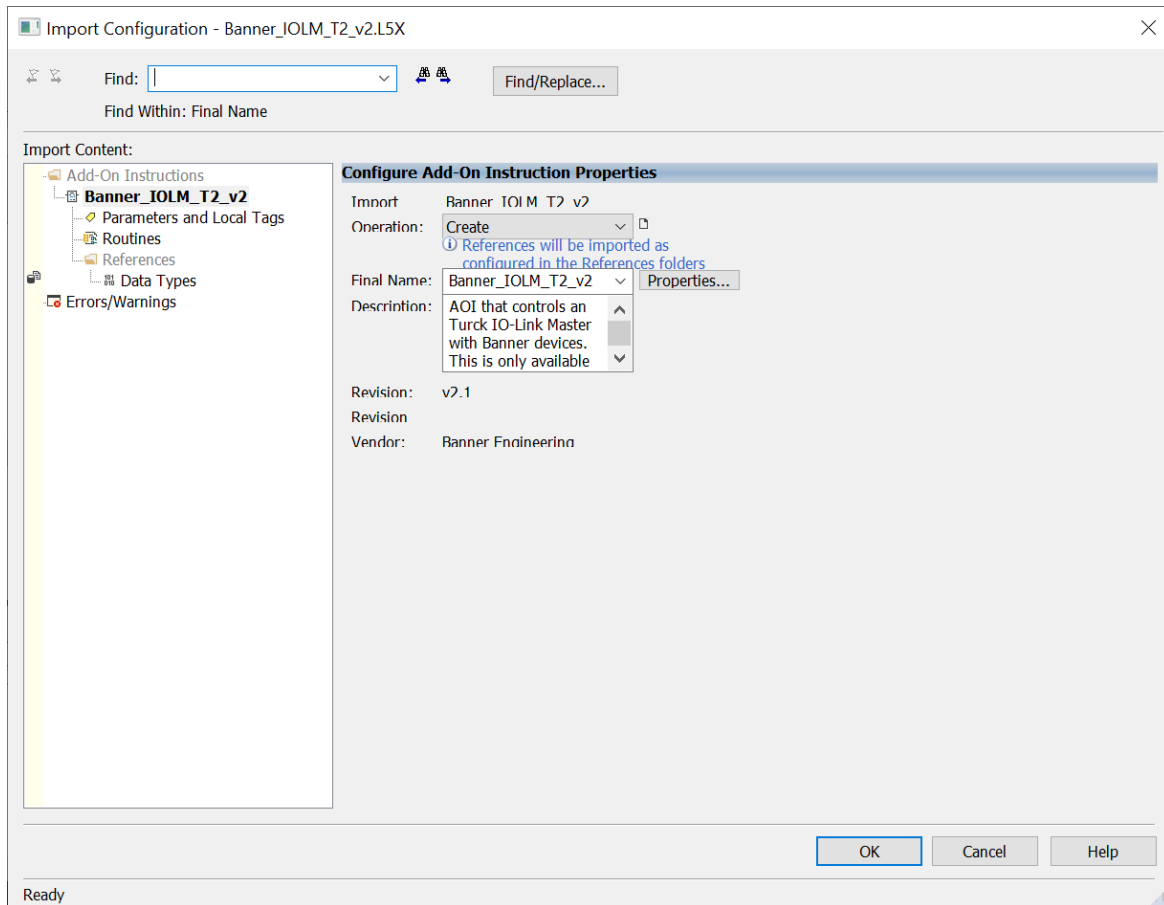 Import Configuration - Banner_IOLM_T2_v2.L5X
Find:
Find/Replace...
Find Within: Final Name
Import Content:
Add-On Instructions
Banner_IOLM_T2_v2
Parameters and Local Tags
Routines
References
Data Types
Errors/Warnings
Configure Add-On Instruction Properties
Import Banner_IOLM_T2_v2
Operation: Create
References will be imported as
configured in the References folders
Final Name: Banner_IOLM_T2_v2 Properties...
Description: AOI that controls an
Turck IO-Link Master
with Banner devices.
This is only available
Revision: v2.1
Revision
Vendor: Banner Engineering
OK Cancel Help
Ready